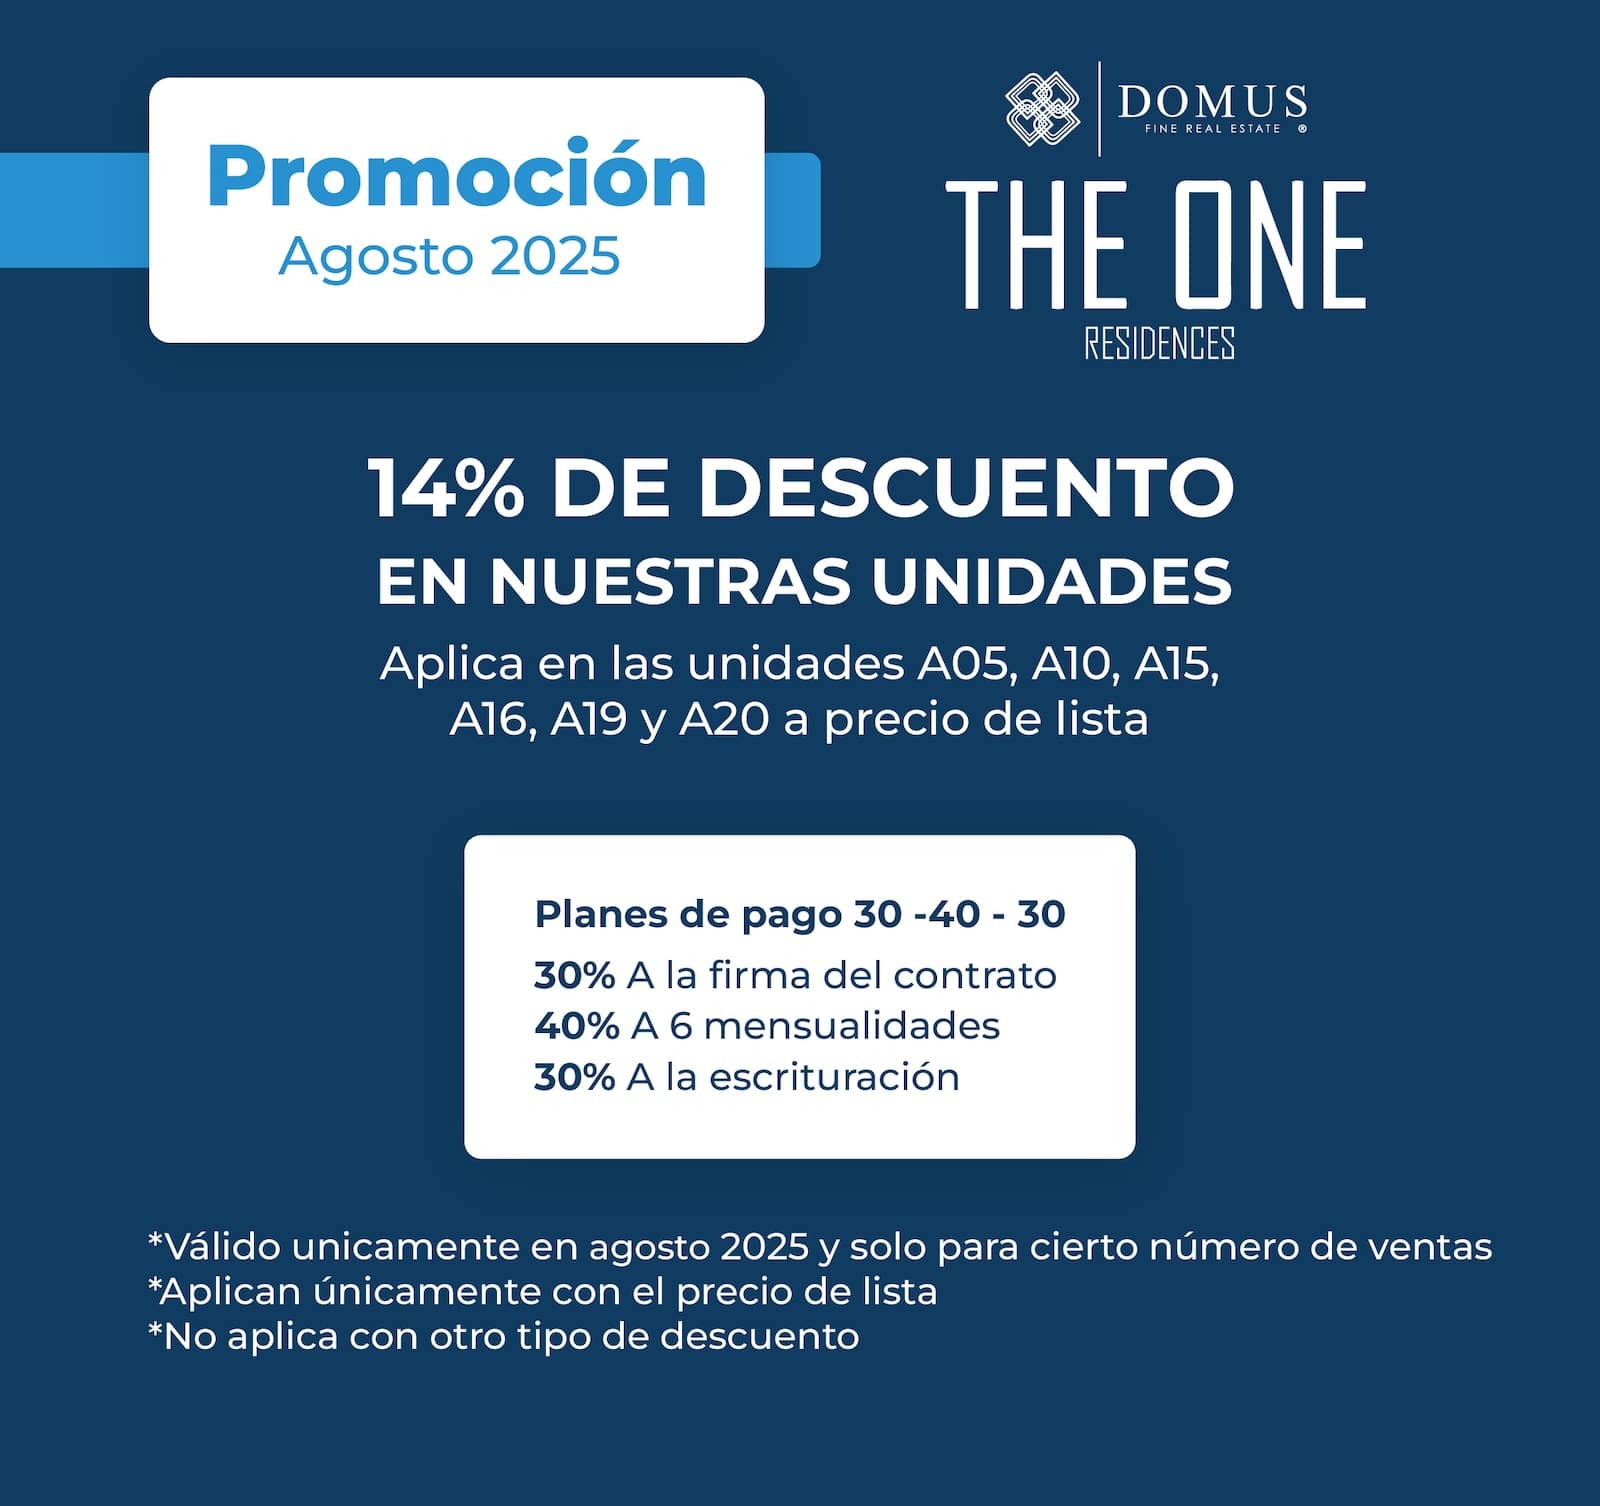 Promoción
Agosto 2025
DOMUS
FINE REAL ESTATE ®
THE ONE
RESIDENCES
14% DE DESCUENTO
EN NUESTRAS UNIDADES
Aplica en las unidades A05, A10, A15,
A16, A19 y A20 a precio de lista
Planes de pago 30 -40 - 30
30% A la firma del contrato
40% A 6 mensualidades
30% A la escrituración
*Válido unicamente en agosto 2025 y solo para cierto número de ventas
*Aplican únicamente con el precio de lista
*No aplica con otro tipo de descuento